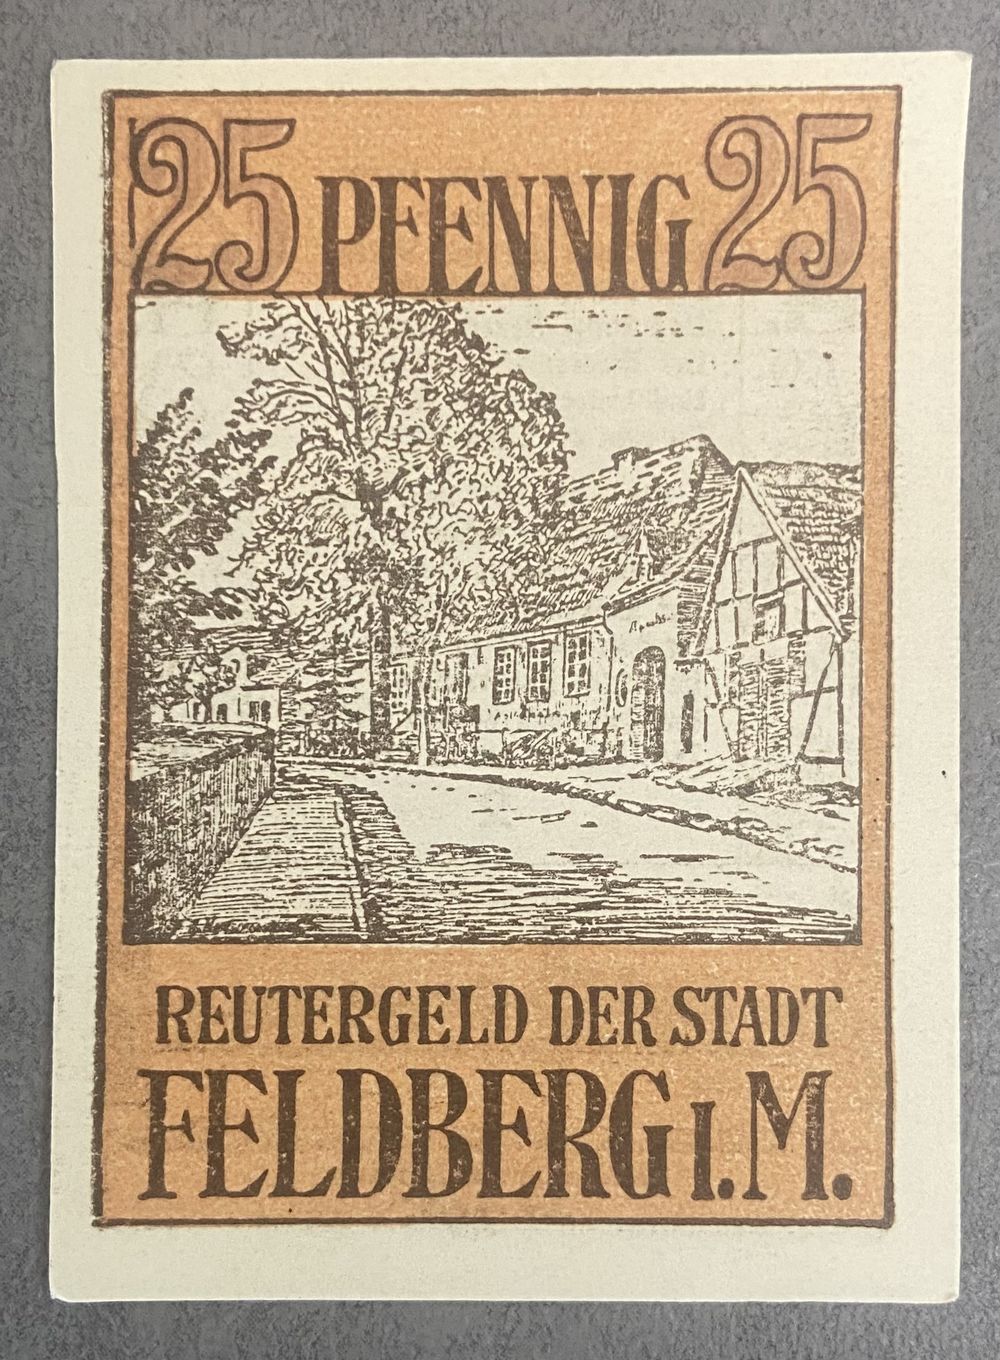 25 PFENNIG 25
REUTERGELD DER STADT
FELDBERG I.M.